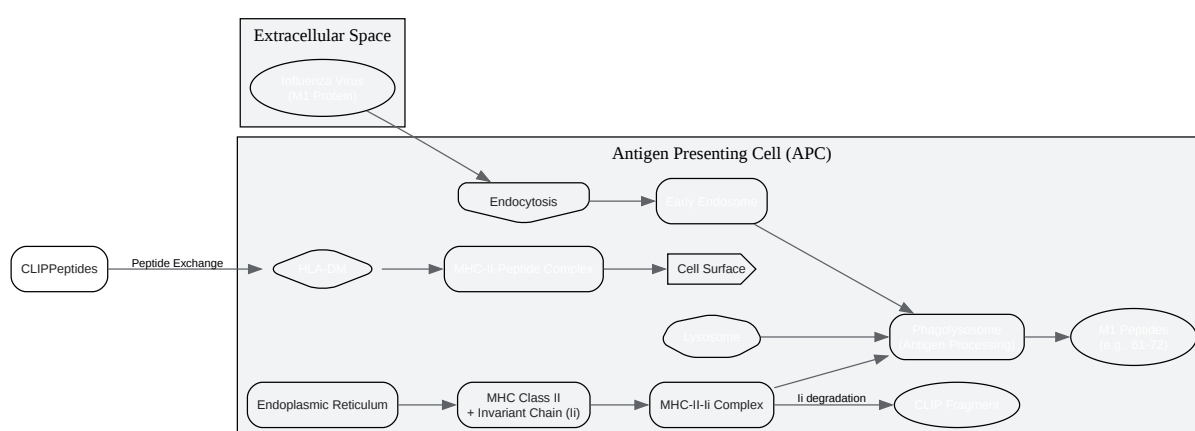 Extracellular Space
Influenza Virus
(M1 Protein)
Antigen Presenting Cell (APC)
Endocytosis
Early Endosome
CLIPPeptides
Peptide Exchange
HLA-DM
MHC-II-Peptide Complex
Cell Surface
Lysosome
Phagolysosome
(Antigen Processing)
M1 Peptides
(e.g., 61-72)
Endoplasmic Reticulum
MHC Class II
+ Invariant Chain (Ii)
MHC-II-Ii Complex
Ii degradation
CLIP Fragment